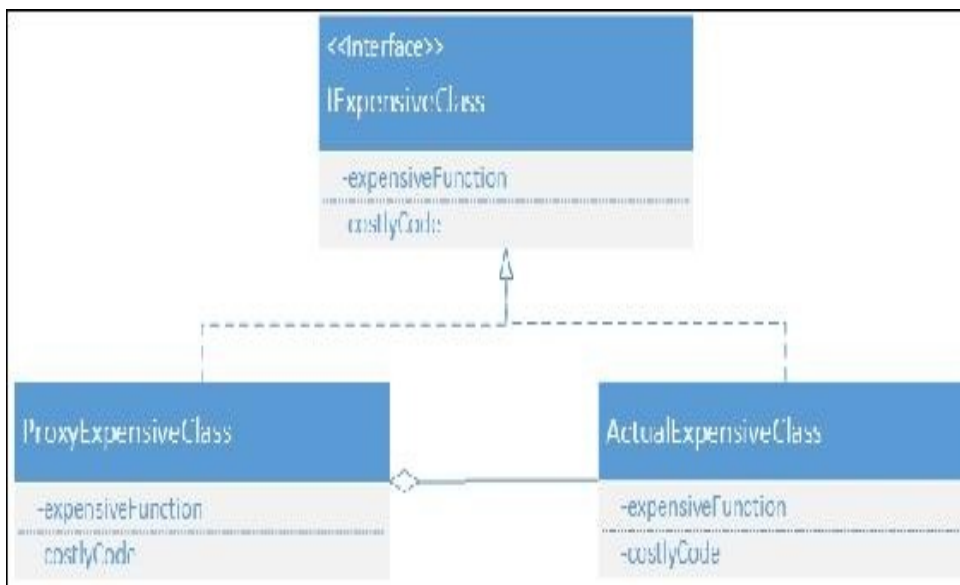 <<Interface>>
IExpensiveClass
-expensiveFunction
costlyCode
ProxyExpensiveClass
ActualExpensiveClass
-expensiveFunction
-expensiveFunction
costlyCode
-costlyCode